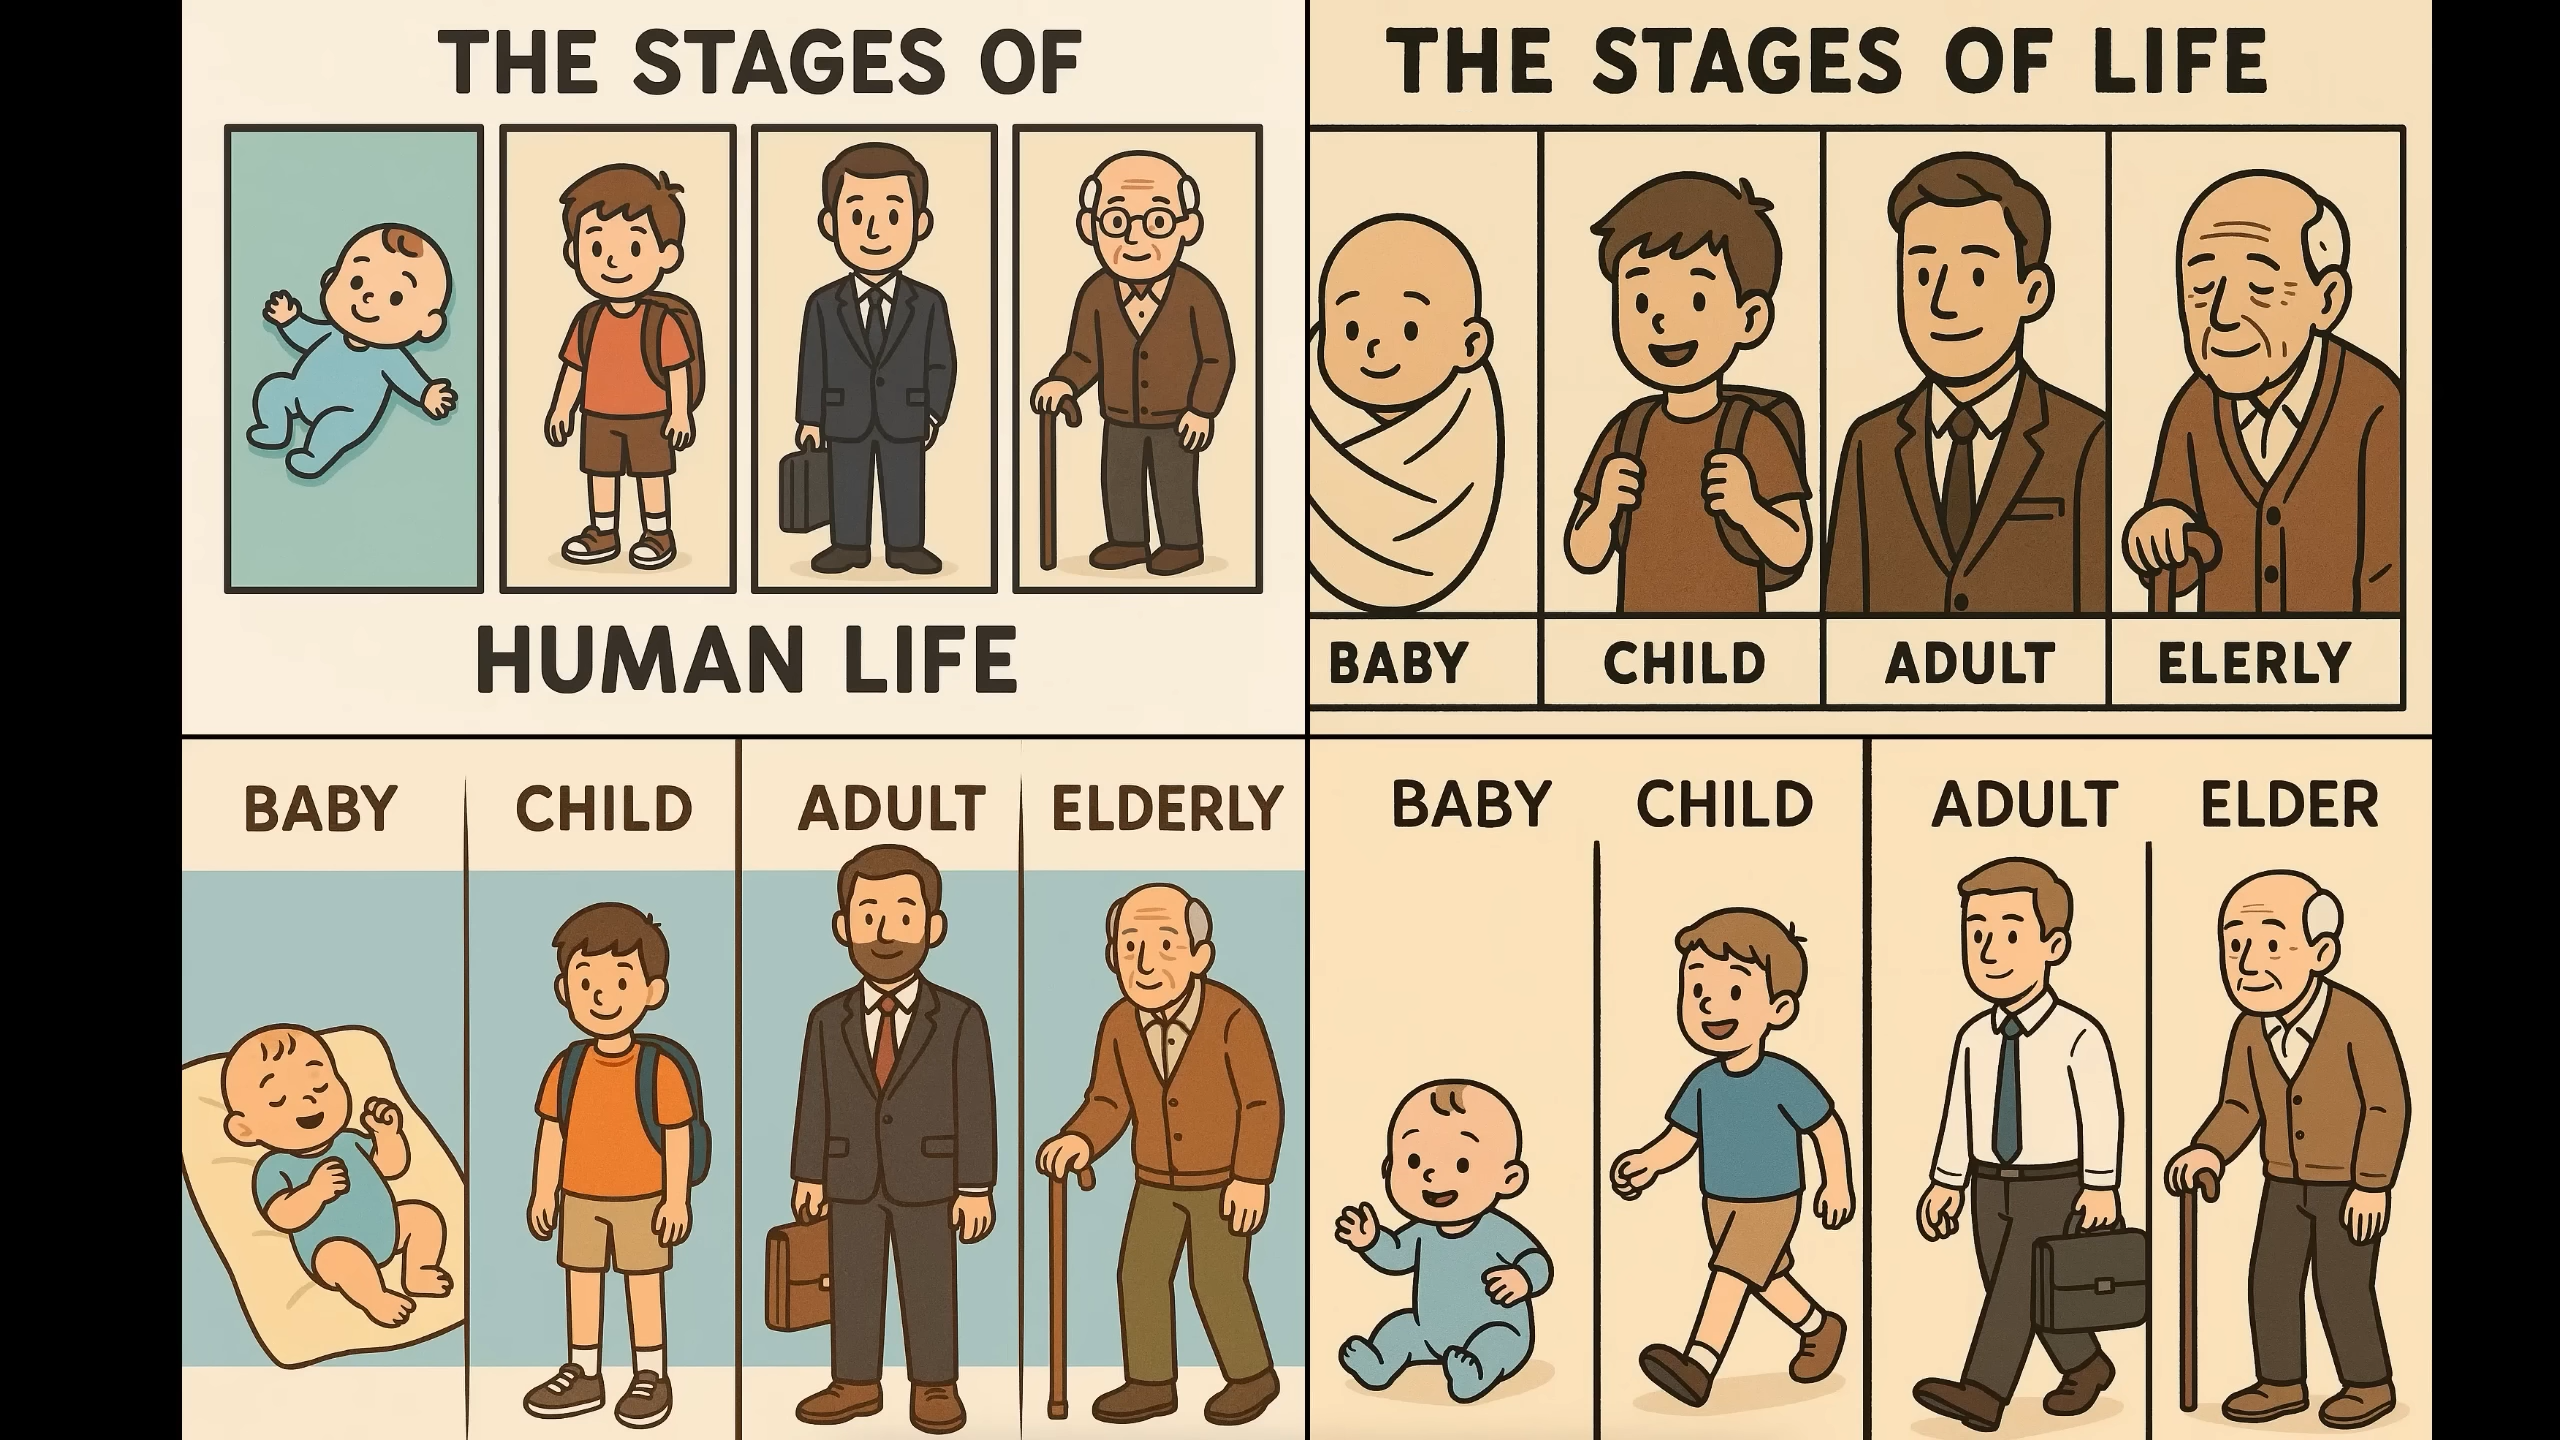 THE STAGES OF
HUMAN LIFE
THE STAGES OF LIFE
BABY CHILD ADULT ELERLY
BABY CHILD ADULT ELDERLY
BABY CHILD ADULT ELDER